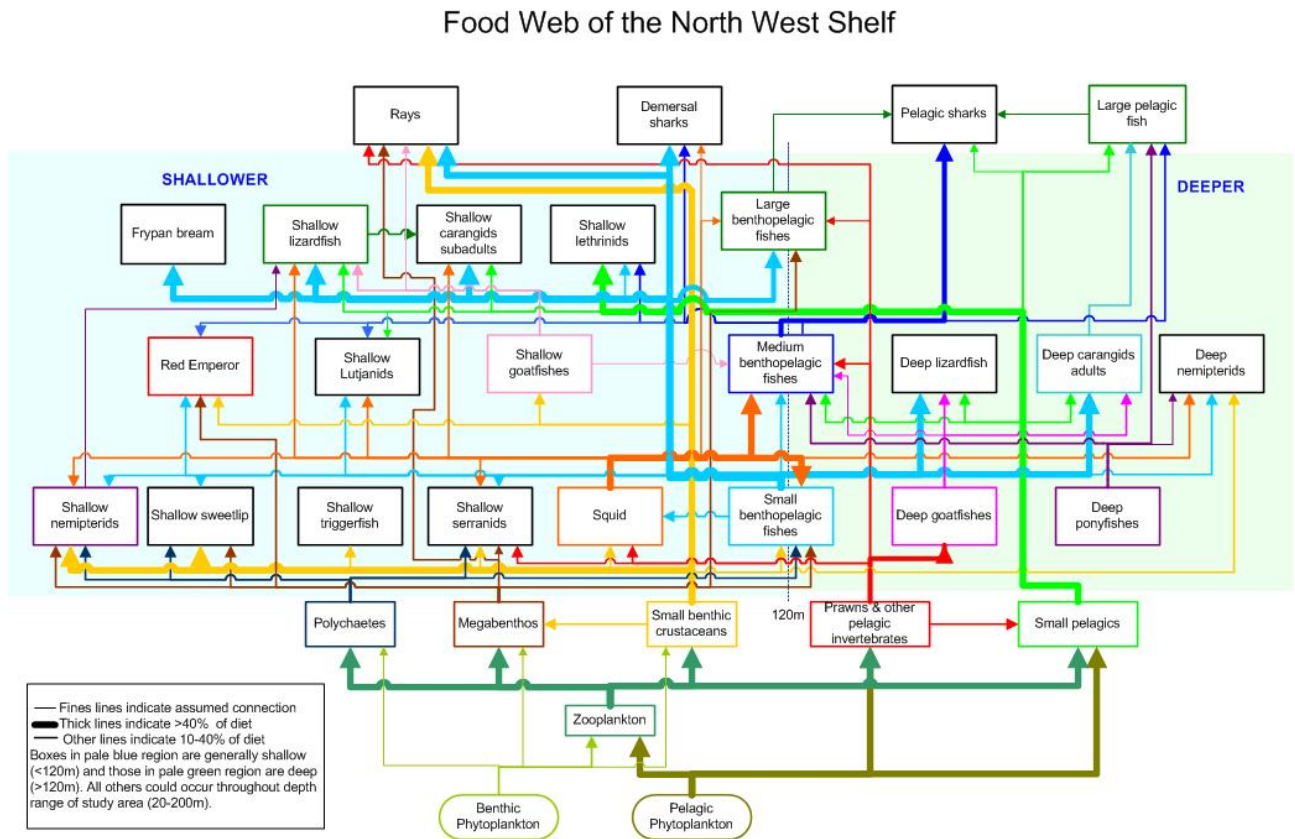 Food Web of the North West Shelf
Rays
Demersal
sharks
Pelagic sharks
Large pelagic
fish
SHALLOWER
DEEPER
Frypan bream
Shallow
lizardfish
Shallow
carangids
subadults
Shallow
lethrinids
Large
benthopelagic
fishes
Red Emperor
Shallow
Lutjanids
Shallow
goatfishes
Medium
benthopelagic
fishes
Deep lizardfish
Deep carangids
adults
Deep
nemipterids
Shallow
nemipterids
Shallow sweetlip
Shallow
triggerfish
Shallow
serranids
Squid
Small
benthopelagic
fishes
Deep goatfishes
Deep
ponyfishes
Polychaetes
Megabenthos
Small benthic
crustaceans
120m
Prawns & other
pelagic
invertebrates
Small pelagics
Zooplankton
Fines lines indicate assumed connection
Thick lines indicate >40% of diet
Other lines indicate 10-40% of diet
Boxes in pale blue region are generally shallow
(<120m) and those in pale green region are deep
(>120m). All others could occur throughout depth
range of study area (20-200m).
Benthic
Phytoplankton
Pelagic
Phytoplankton